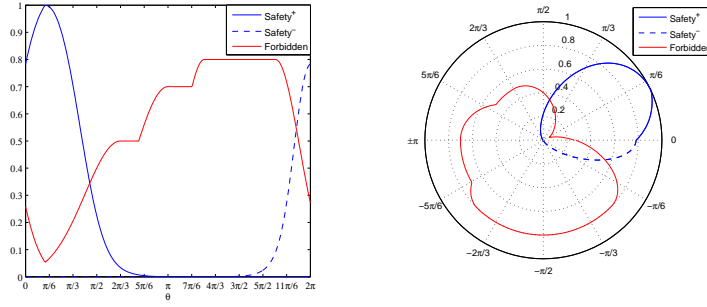 1
0.9
0.8
0.7
0.6
0.5
0.4
0.3
0.2
0.1
0
0 π/6 π/3 π/2 2π/3 5π/6 π 7π/6 4π/3 3π/2 5π/2 11π/6 2π
θ
Safety+
Safety−
Forbidden
π/2
2π/3 1 π/3
0.8
0.6
5π/6 0.4 π/6
0.2
±π 0
−5π/6 −π/6
−2π/3 −π/3
−π/2
Safety+
Safety−
Forbidden